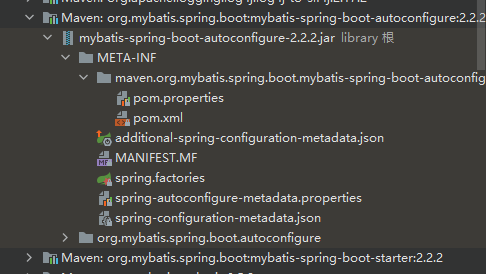 Maven: org.mybatis.spring.boot:mybatis-spring-boot-autoconfigure:2.2.2
mybatis-spring-boot-autoconfigure-2.2.2.jar library 根
META-INF
maven.org.mybatis.spring.boot.mybatis-spring-boot-autoconfig
pom.properties
pom.xml
additional-spring-configuration-metadata.json
MANIFEST.MF
spring.factories
spring-autoconfigure-metadata.properties
spring-configuration-metadata.json
org.mybatis.spring.boot.autoconfigure
Maven: org.mybatis.spring.boot:mybatis-spring-boot-starter:2.2.2